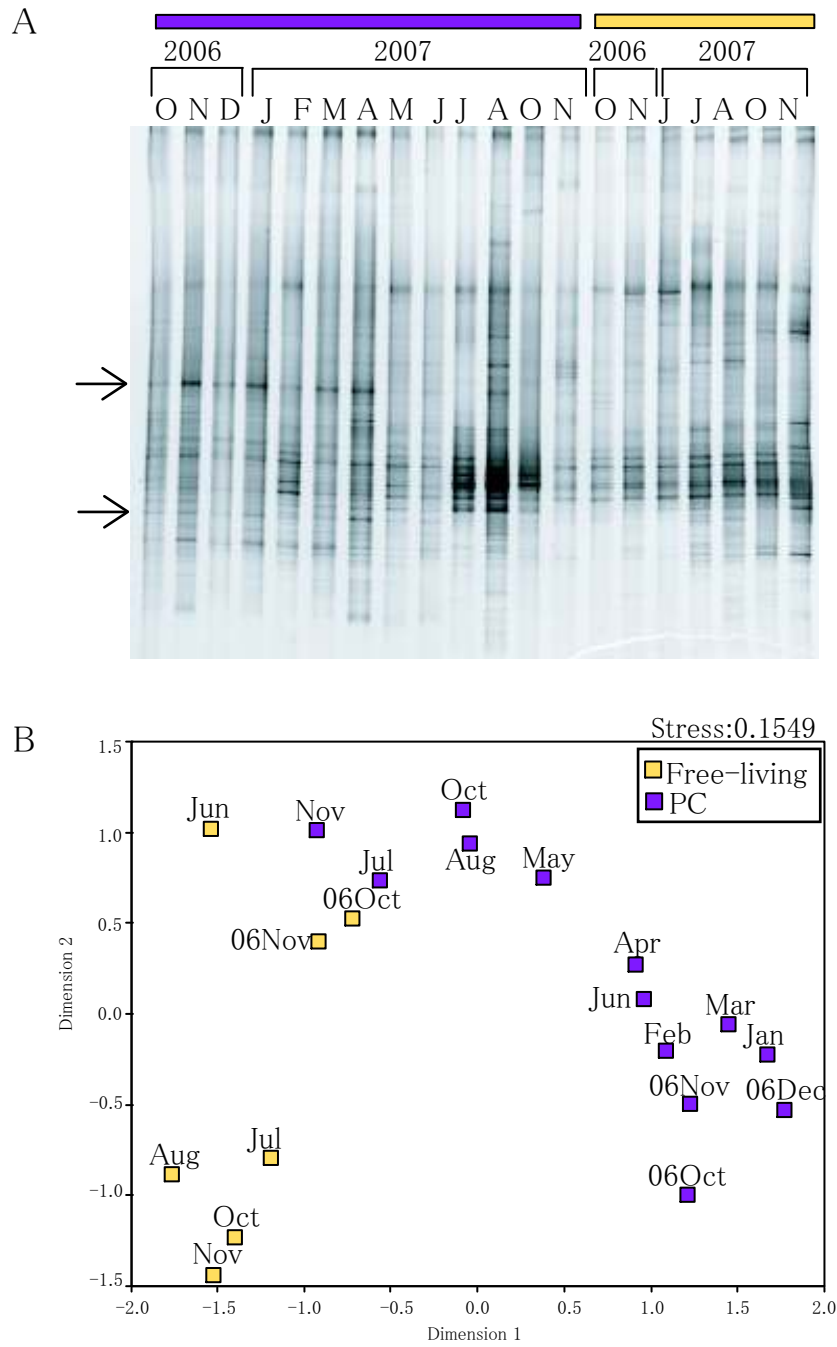 A
2006 2007 2006 2007
O N D J F M A M J J A O N O N J J A O N
B
Stress:0.1549
Free-living
PC
Jun Nov Oct
Jul Aug May
06Oct
06Nov
Apr
Jun Mar
Feb Jan
06Nov 06Dec
Aug Jul 06Oct
Oct
Nov
1.5
1.0
0.5
0.0
-0.5
-1.0
-1.5
Dimension 2
-2.0 -1.5 -1.0 -0.5 0.0 0.5 1.0 1.5 2.0
Dimension 1